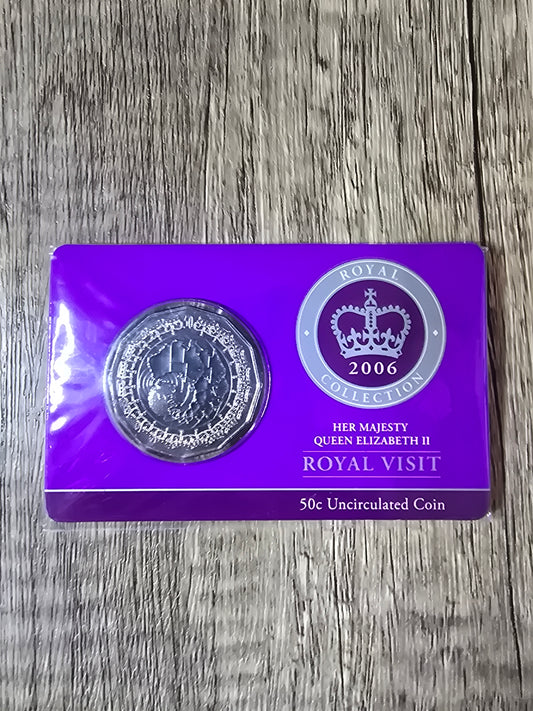 ROYAL
2006
COLLECTION
HER MAJESTY
QUEEN ELIZABETH II
ROYAL VISIT
50c Uncirculated Coin